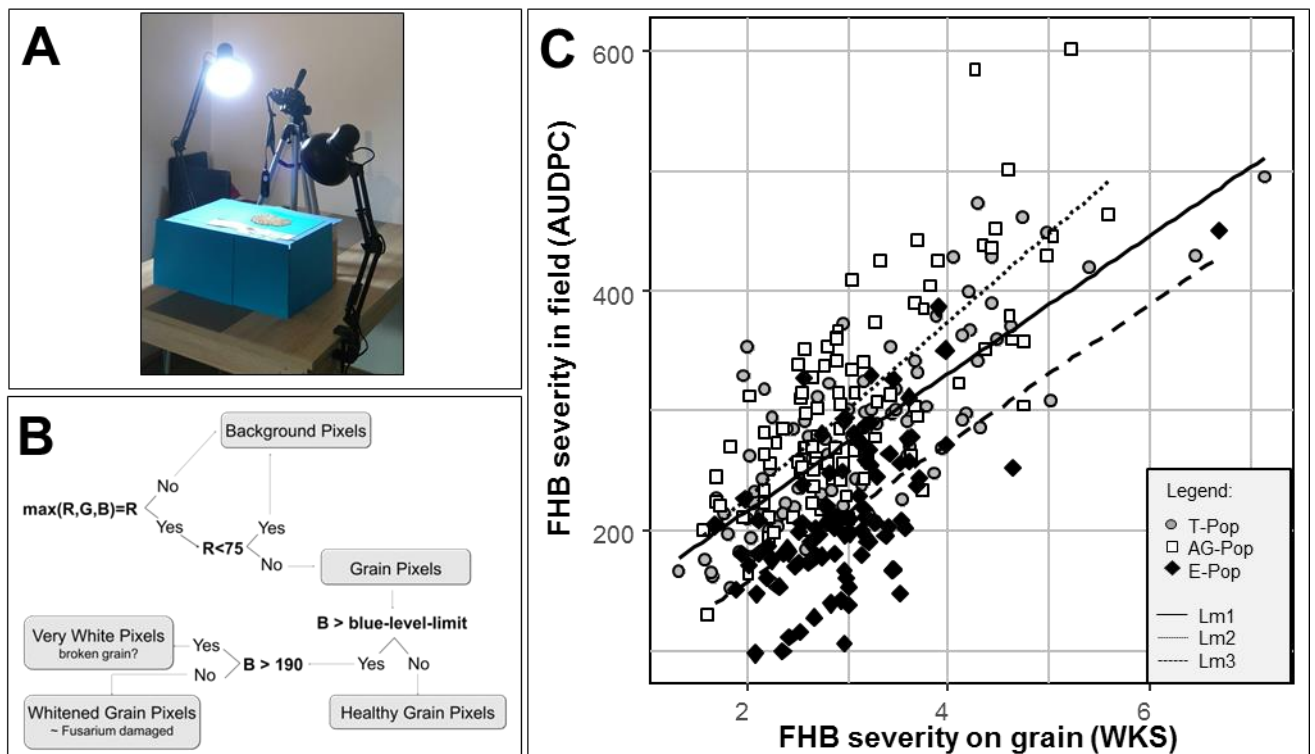 A
B
Background Pixels
No
max(R,G,B)=R
Yes
R<75
Yes
No
Grain Pixels
B > blue-level-limit
Very White Pixels
broken grain?
Yes
No
B > 190
Yes
No
Whitened Grain Pixels
~ Fusarium damaged
Healthy Grain Pixels
C
FHB severity in field (AUDPC)
600
400
200
2
4
6
FHB severity on grain (WKS)
Legend:
T-Pop
AG-Pop
E-Pop
Lm1
Lm2
Lm3